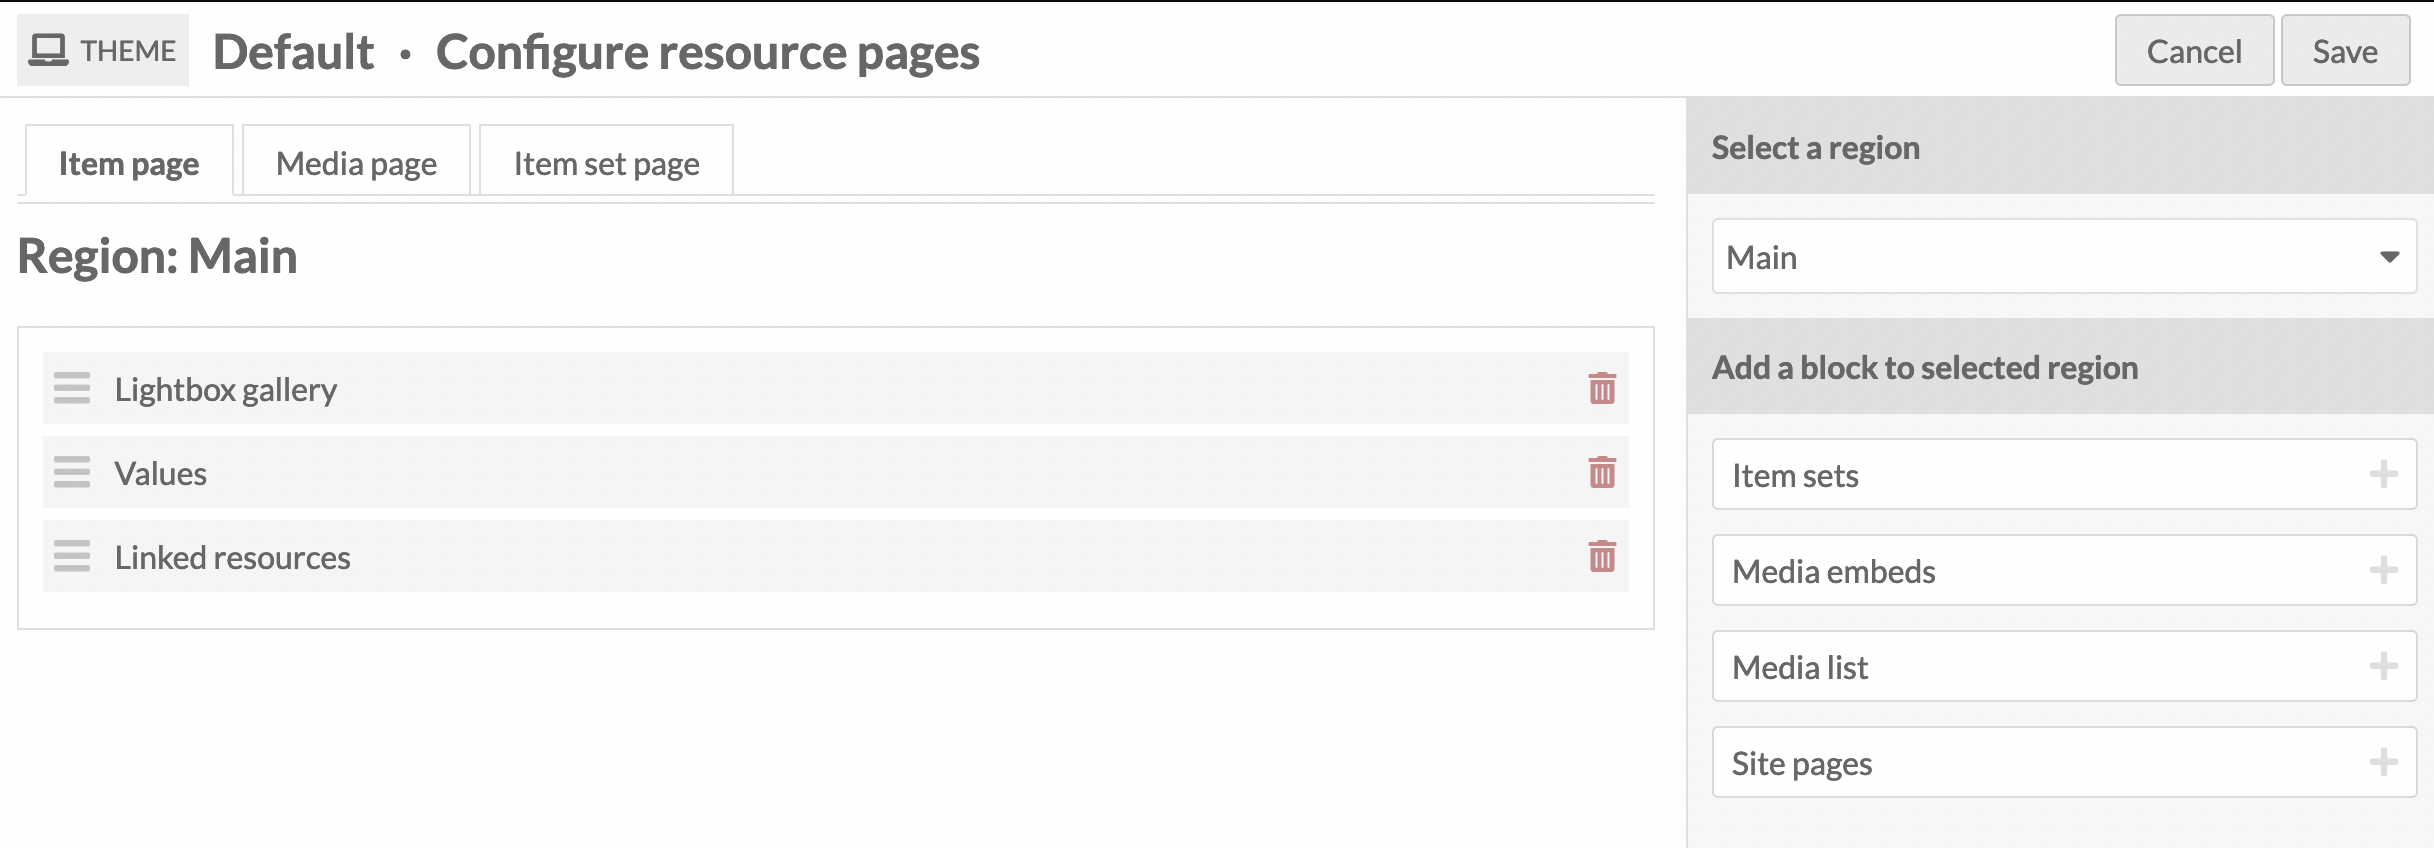 THEME Default · Configure resource pages
Cancel
Save
Item page
Media page
Item set page
Region: Main
Lightbox gallery
Values
Linked resources
Select a region
Main
Add a block to selected region
Item sets
Media embeds
Media list
Site pages